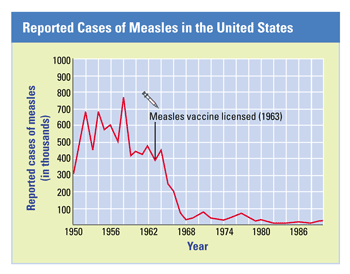 Reported Cases of Measles in the United States
1000
900
800
700
600
500
400
300
200
100
Measles vaccine licensed (1963)
Reported cases of measles
(in thousands)
1950 1956 1962 1968 1974 1980 1986
Year